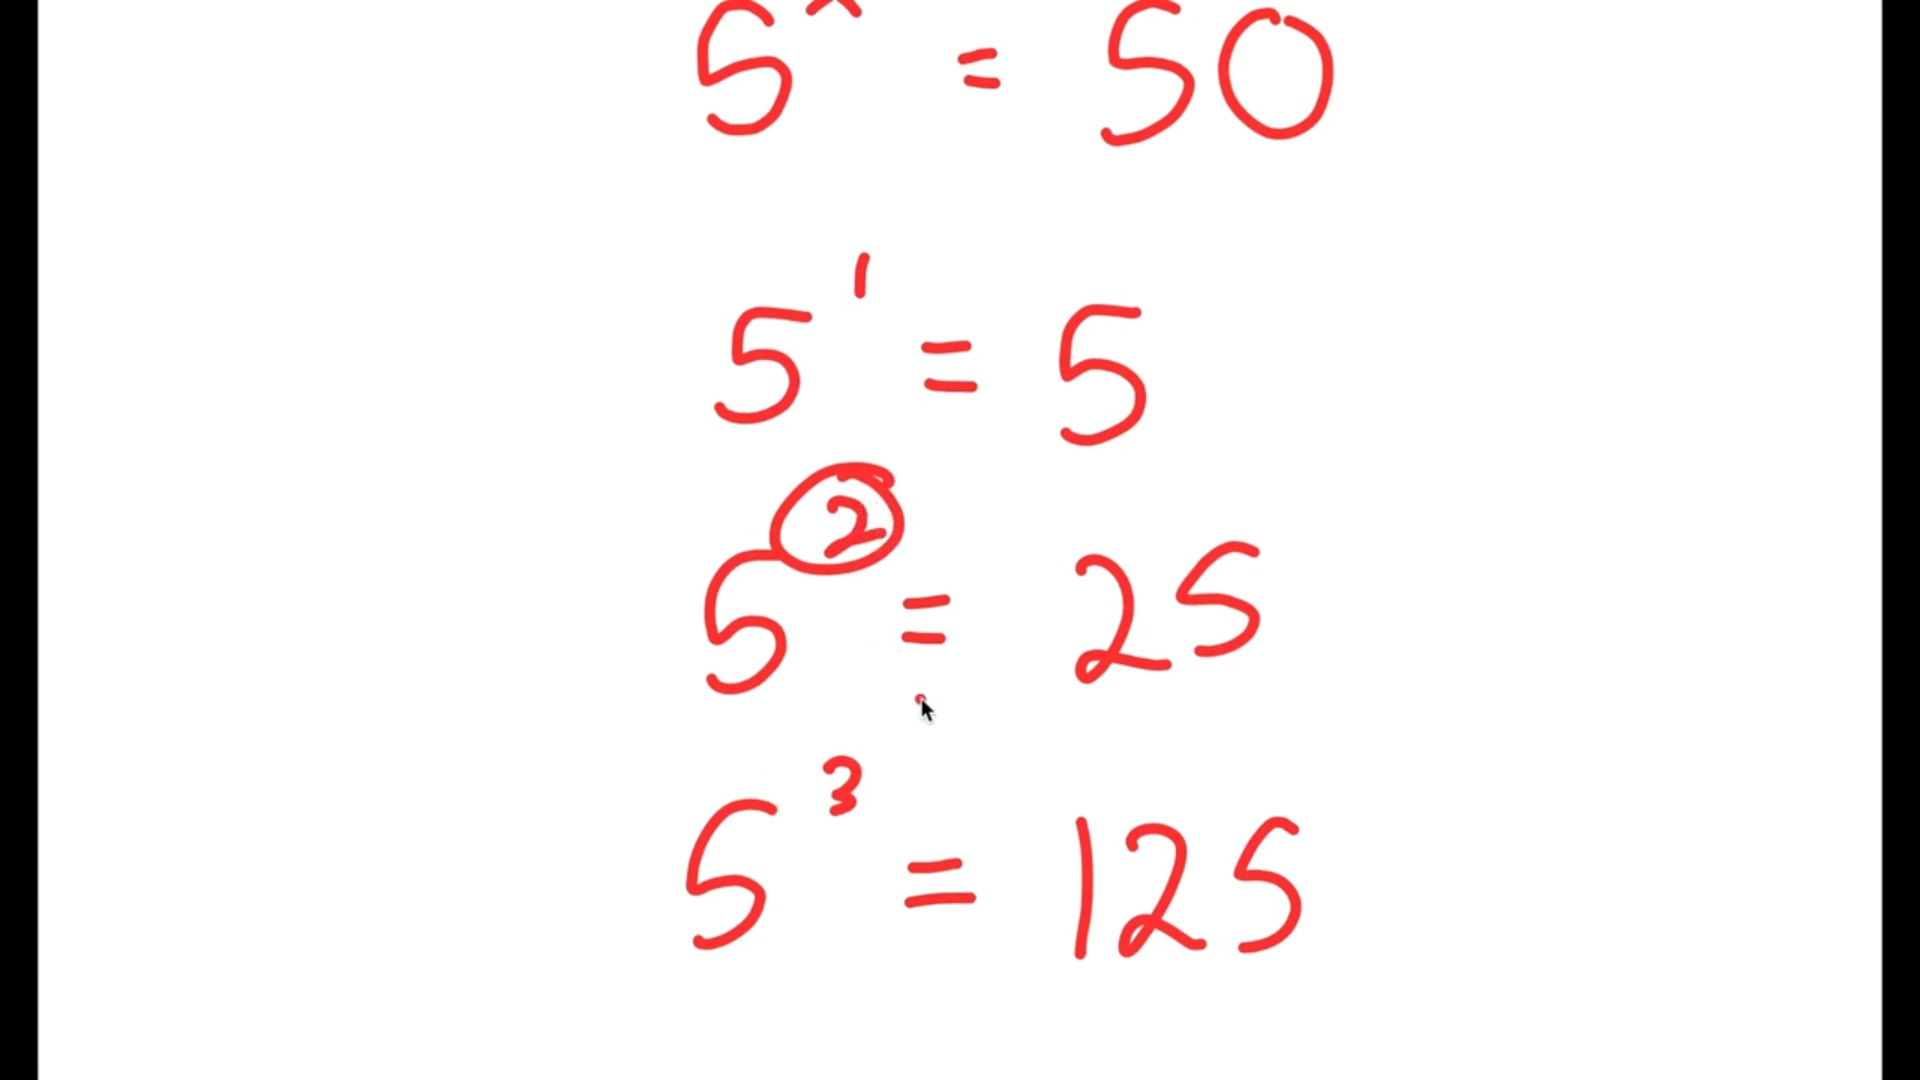 5^x = 50
5^1 = 5
5^2 = 25
5^3 = 125